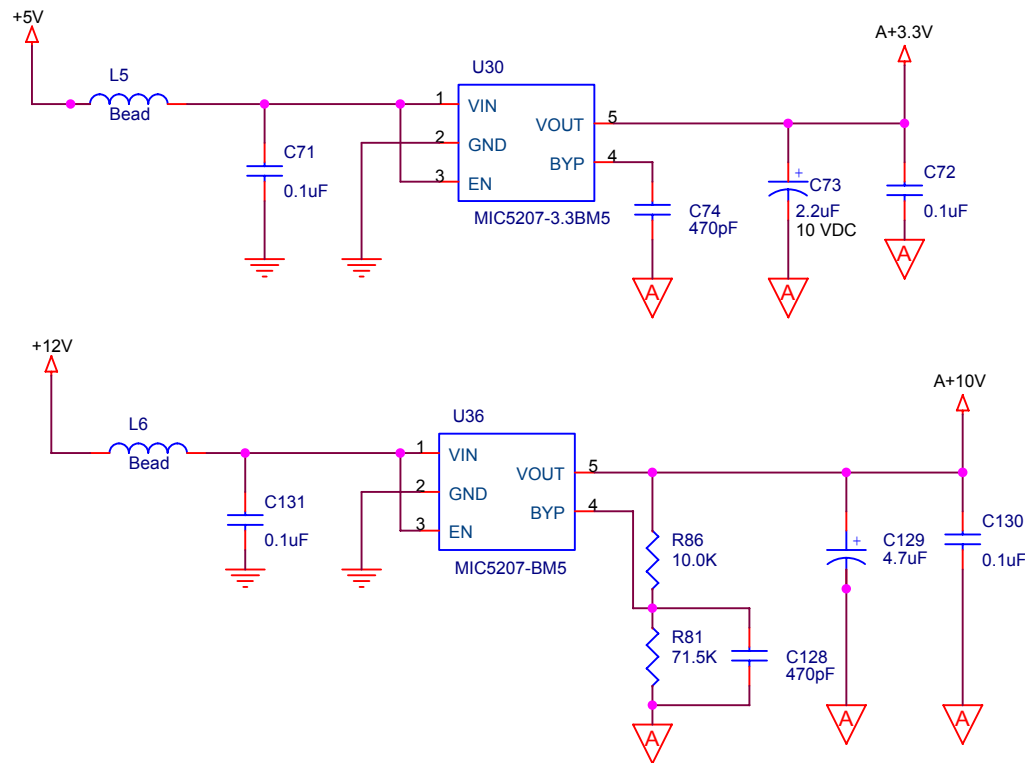 +5V
A+3.3V
L5
Bead
U30
1
VIN
2
GND
3
EN
VOUT
5
BYP
4
MIC5207-3.3BM5
C71
0.1uF
C74
470pF
+
C73
2.2uF
10 VDC
C72
0.1uF
A
A
A
+12V
A+10V
L6
Bead
U36
1
VIN
2
GND
3
EN
VOUT
5
BYP
4
MIC5207-BM5
C131
0.1uF
R86
10.0K
+
C129
4.7uF
C130
0.1uF
R81
71.5K
C128
470pF
A
A
A